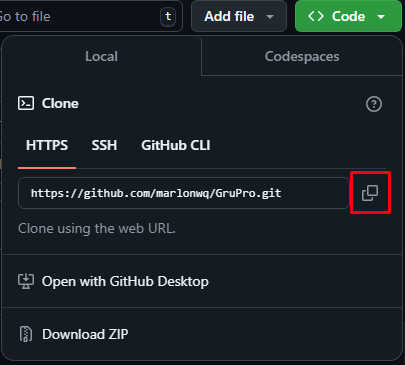 Go to file
t
Add file
<> Code
Local
Codespaces
Clone
HTTPS
SSH
GitHub CLI
https://github.com/marlonwq/GruPro.git
Clone using the web URL.
Open with GitHub Desktop
Download ZIP